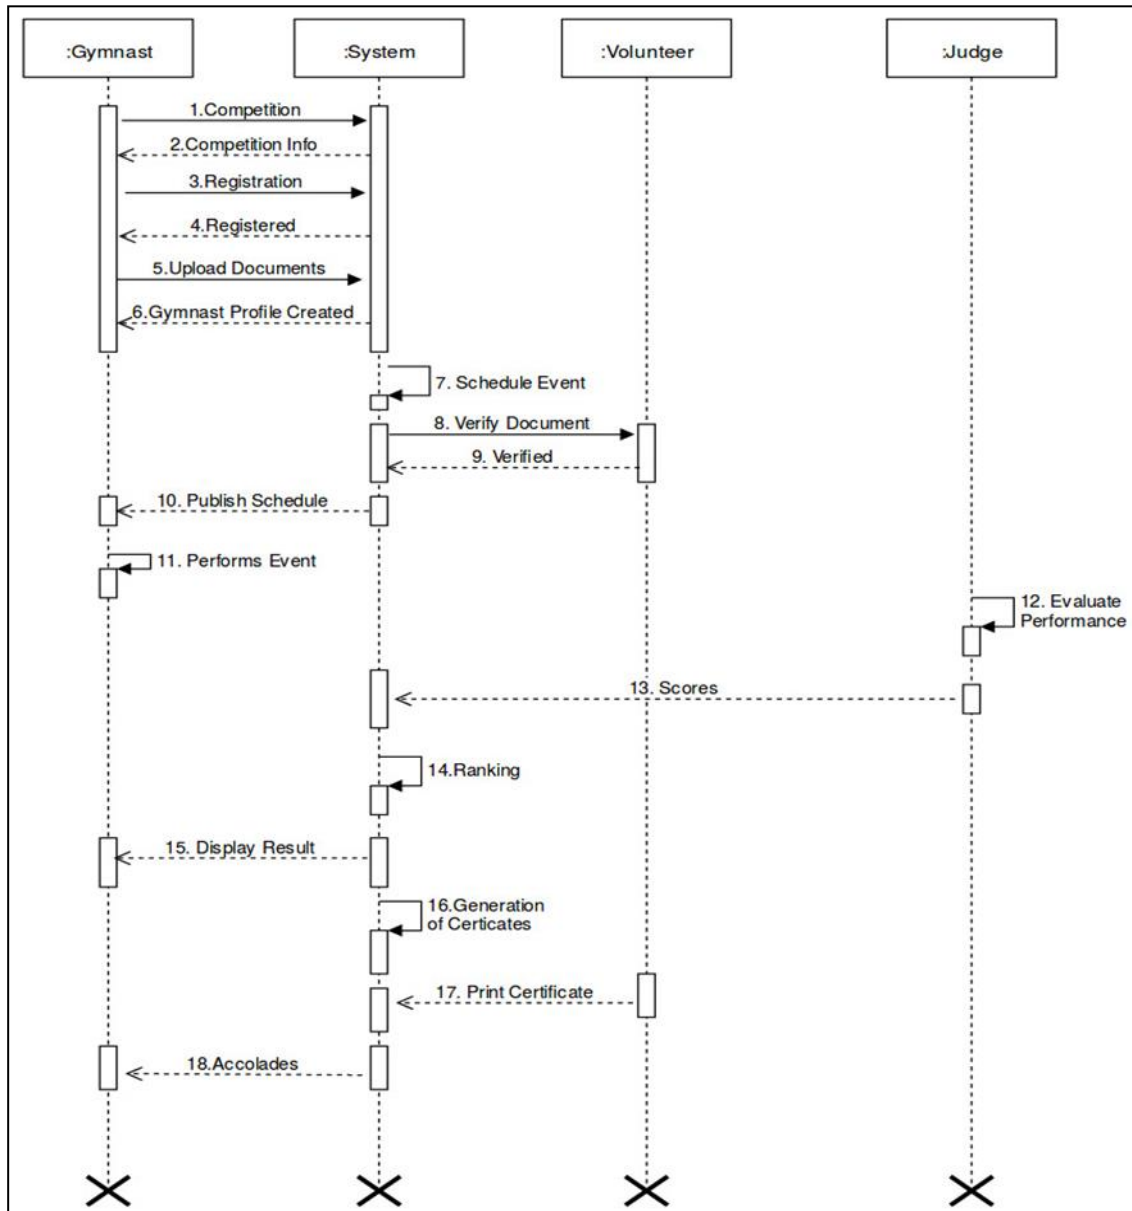 :Gymnast
:System
:Volunteer
:Judge
1.Competition
2.Competition Info
3.Registration
4.Registered
5.Upload Documents
6.Gymnast Profile Created
7. Schedule Event
8. Verify Document
9. Verified
10. Publish Schedule
11. Performs Event
12. Evaluate
Performance
13. Scores
14.Ranking
15. Display Result
16.Generation
of Certicates
17. Print Certificate
18.Accolades